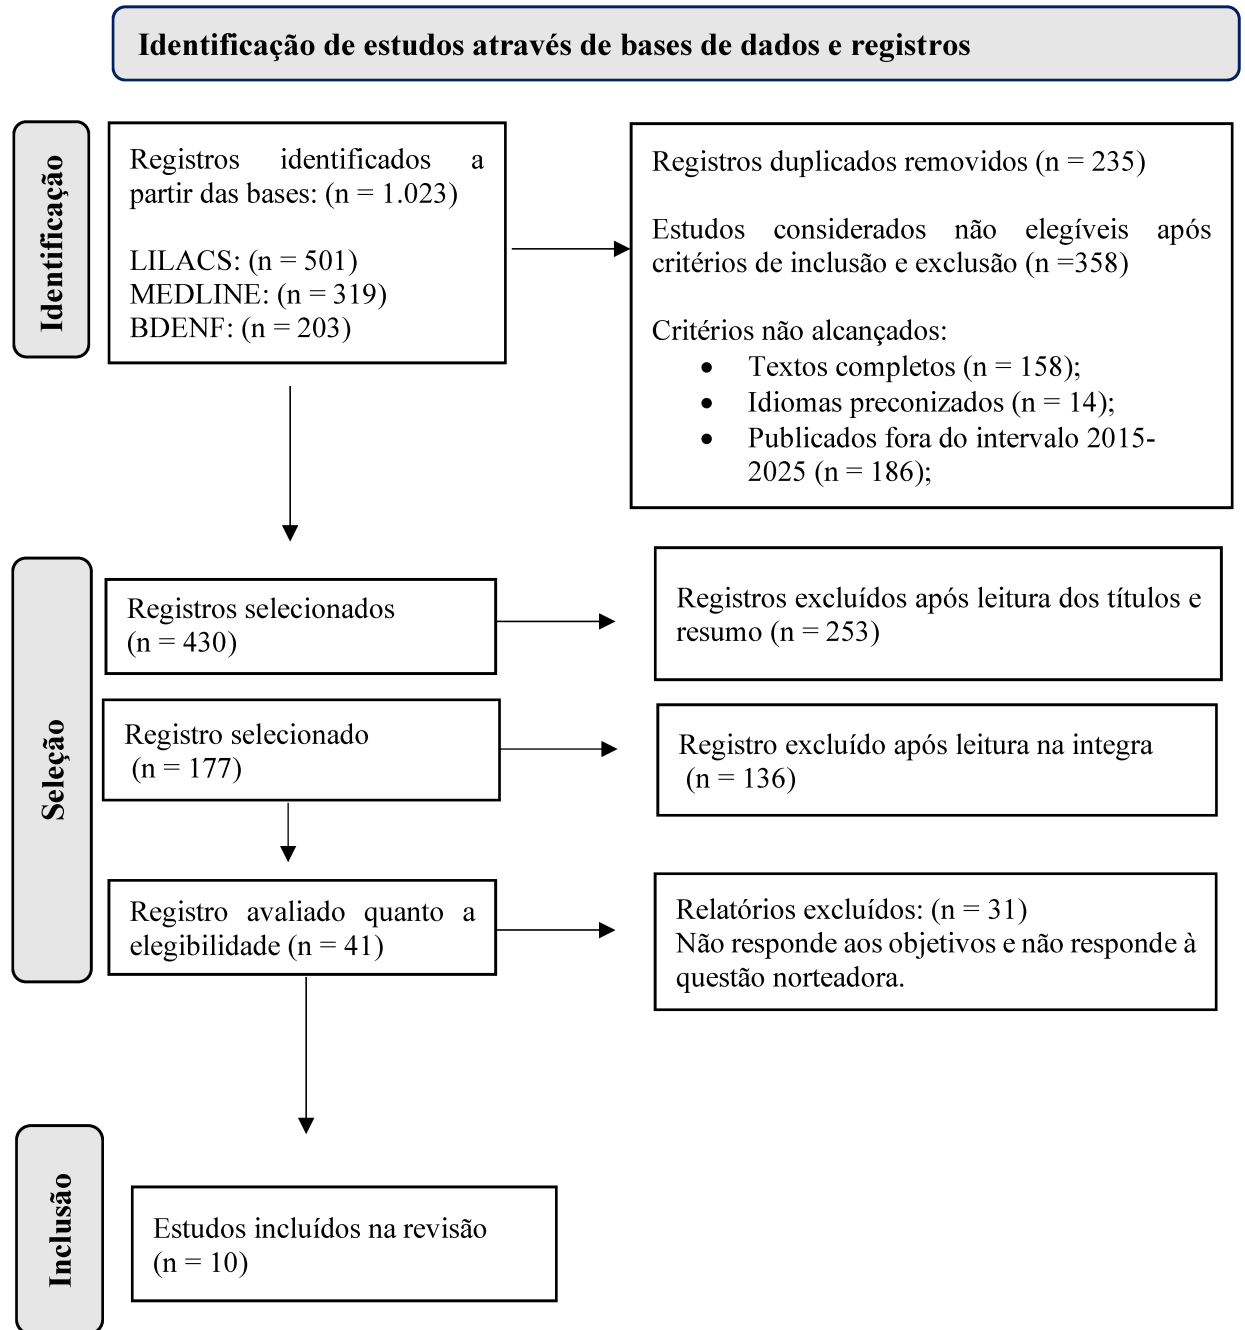 Identificação de estudos através de bases de dados e registros
Identificação
Registros identificados a
partir das bases: (n = 1.023)
LILACS: (n = 501)
MEDLINE: (n = 319)
BDENF: (n = 203)
Registros duplicados removidos (n = 235)
Estudos considerados não elegíveis após
critérios de inclusão e exclusão (n =358)
Critérios não alcançados:
• Textos completos (n = 158);
• Idiomas preconizados (n = 14);
• Publicados fora do intervalo 2015-
2025 (n = 186);
Seleção
Registros selecionados
(n = 430)
Registros excluídos após leitura dos títulos e
resumo (n = 253)
Registro selecionado
(n = 177)
Registro excluído após leitura na integra
(n = 136)
Registro avaliado quanto a
elegibilidade (n = 41)
Relatórios excluídos: (n = 31)
Não responde aos objetivos e não responde à
questão norteadora.
Inclusão
Estudos incluídos na revisão
(n = 10)